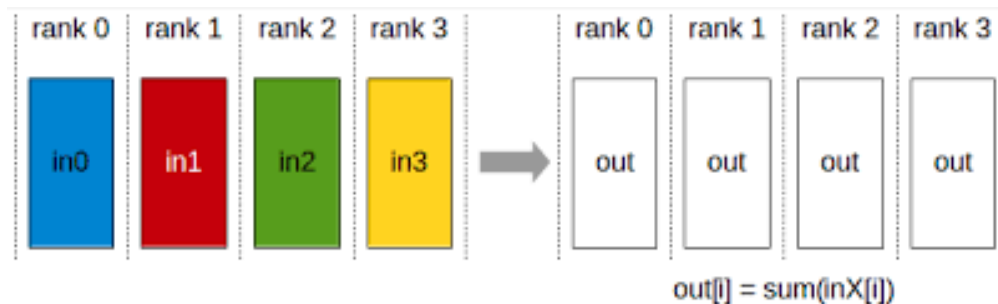 rank 0 rank 1 rank 2 rank 3 rank 0 rank 1 rank 2 rank 3
in0 in1 in2 in3 out out out out
out[i] = sum(inX[i])